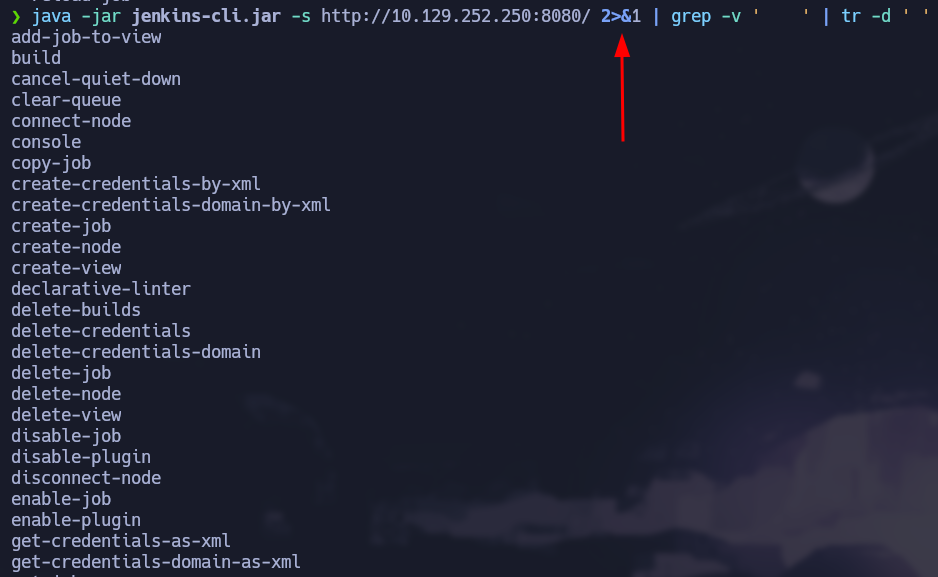 ❯ java -jar jenkins-cli.jar -s http://10.129.252.250:8080/ 2>&1 | grep -v '    ' | tr -d ' '
add-job-to-view
build
cancel-quiet-down
clear-queue
connect-node
console
copy-job
create-credentials-by-xml
create-credentials-domain-by-xml
create-job
create-node
create-view
declarative-linter
delete-builds
delete-credentials
delete-credentials-domain
delete-job
delete-node
delete-view
disable-job
disable-plugin
disconnect-node
enable-job
enable-plugin
get-credentials-as-xml
get-credentials-domain-as-xml